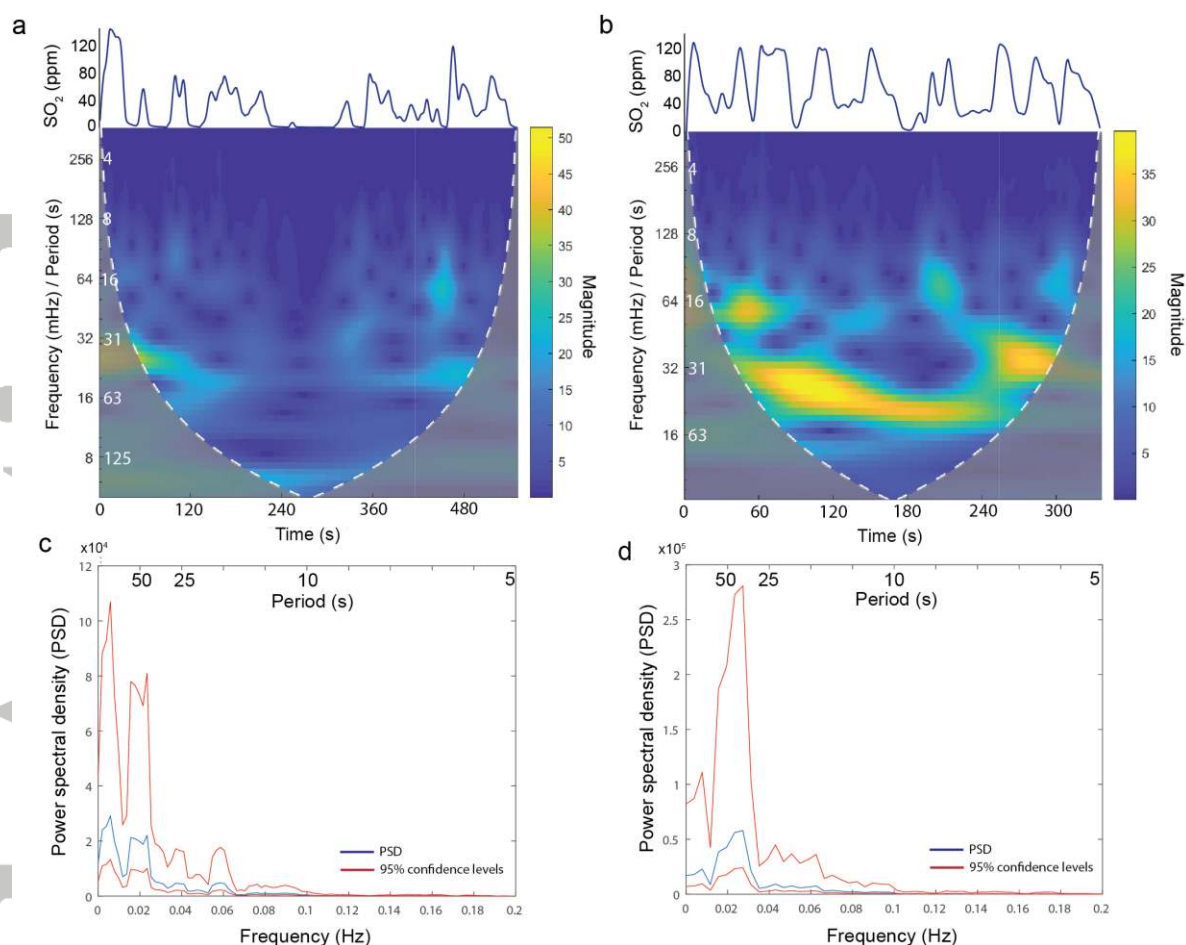 a
SO2 (ppm)
120
80
40
0
Frequency (mHz) / Period (s)
256
128
64
32
16
8
4
8
16
31
63
125
0 120 240 360 480
Time (s)
50
45
40
35
30
25
20
15
10
5
Magnitude
b
SO2 (ppm)
120
80
40
0
Frequency (mHz) / Period (s)
256
128
64
32
16
4
8
16
31
63
0 60 120 180 240 300
Time (s)
35
30
25
20
15
10
5
Magnitude
c
x10^4
50 25 10 5
Period (s)
Power spectral density (PSD)
12
10
8
6
4
2
0
PSD
95% confidence levels
0 0.02 0.04 0.06 0.08 0.1 0.12 0.14 0.16 0.18 0.2
Frequency (Hz)
d
x10^5
50 25 10 5
Period (s)
Power spectral density (PSD)
3
2.5
2
1.5
1
0.5
0
PSD
95% confidence levels
0 0.02 0.04 0.06 0.08 0.1 0.12 0.14 0.16 0.18 0.2
Frequency (Hz)